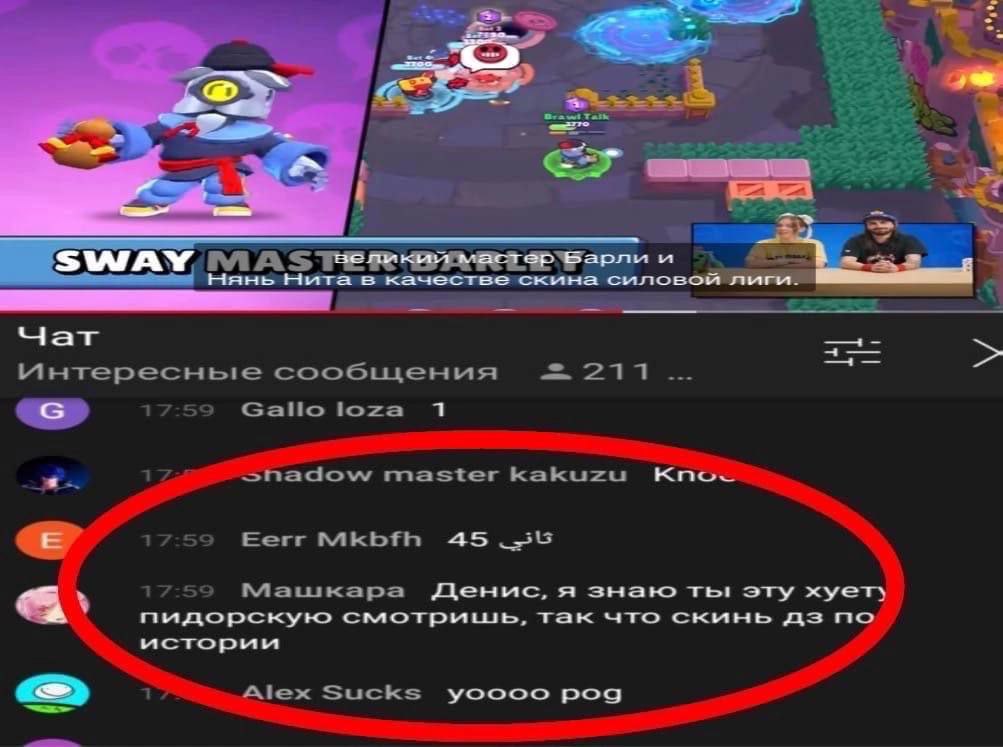 Brawl Talk
3770
SWAY MASTER BARLEY
великий мастер Барли и
Нянь Нита в качестве скина силовой лиги.
Чат
Интересные сообщения 211 ...
G 17:59 Gallo loza 1
Shadow master kakuzu
E 17:59 Eerr Mkbfh 45 ثاني
17:59 Машкара Денис, я знаю ты эту хуету
пидорскую смотришь, так что скинь дз по
истории
Alex Sucks yoooo pog